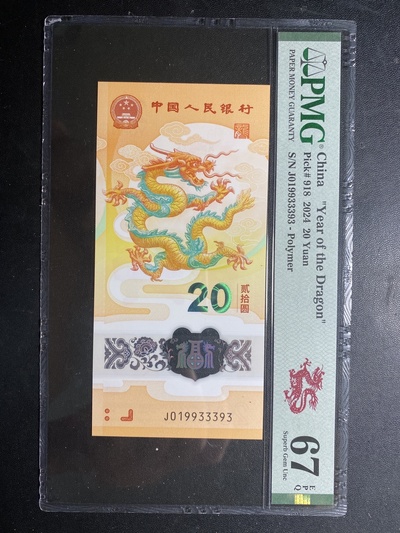 中国人民银行
20
贰拾圆
福
J019933393
PMG
PAPER MONEY GUARANTY
China "Year of the Dragon"
Pick# 918 2024 20 Yuan
S/N J019933393 - Polymer
67 EPQ
Superb Gem Unc